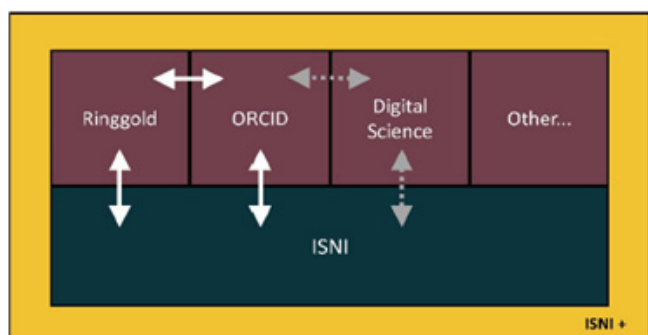 Ringgold
ORCID
Digital
Science
Other...
ISNI
ISNI +